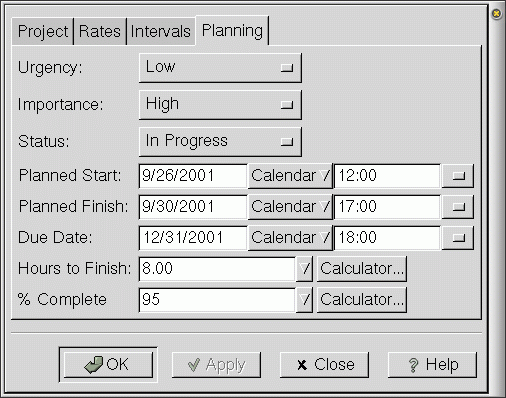 Project Rates Intervals Planning
Urgency: Low
Importance: High
Status: In Progress
Planned Start: 9/26/2001 Calendar 12:00
Planned Finish: 9/30/2001 Calendar 17:00
Due Date: 12/31/2001 Calendar 18:00
Hours to Finish: 8.00 Calculator...
% Complete 95 Calculator...
OK Apply Close Help